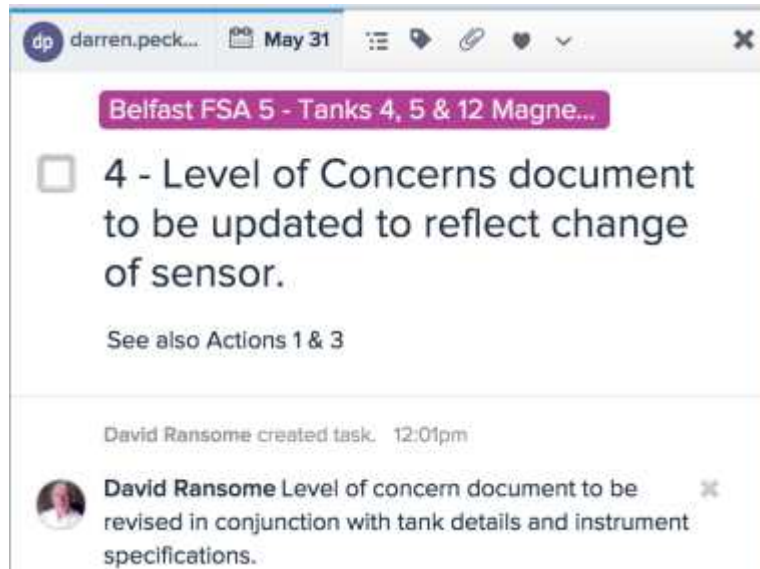 dp darren.peck... May 31
Belfast FSA 5 - Tanks 4, 5 & 12 Magne...
4 - Level of Concerns document
to be updated to reflect change
of sensor.
See also Actions 1 & 3
David Ransome created task. 12:01pm
David Ransome Level of concern document to be
revised in conjunction with tank details and instrument
specifications.